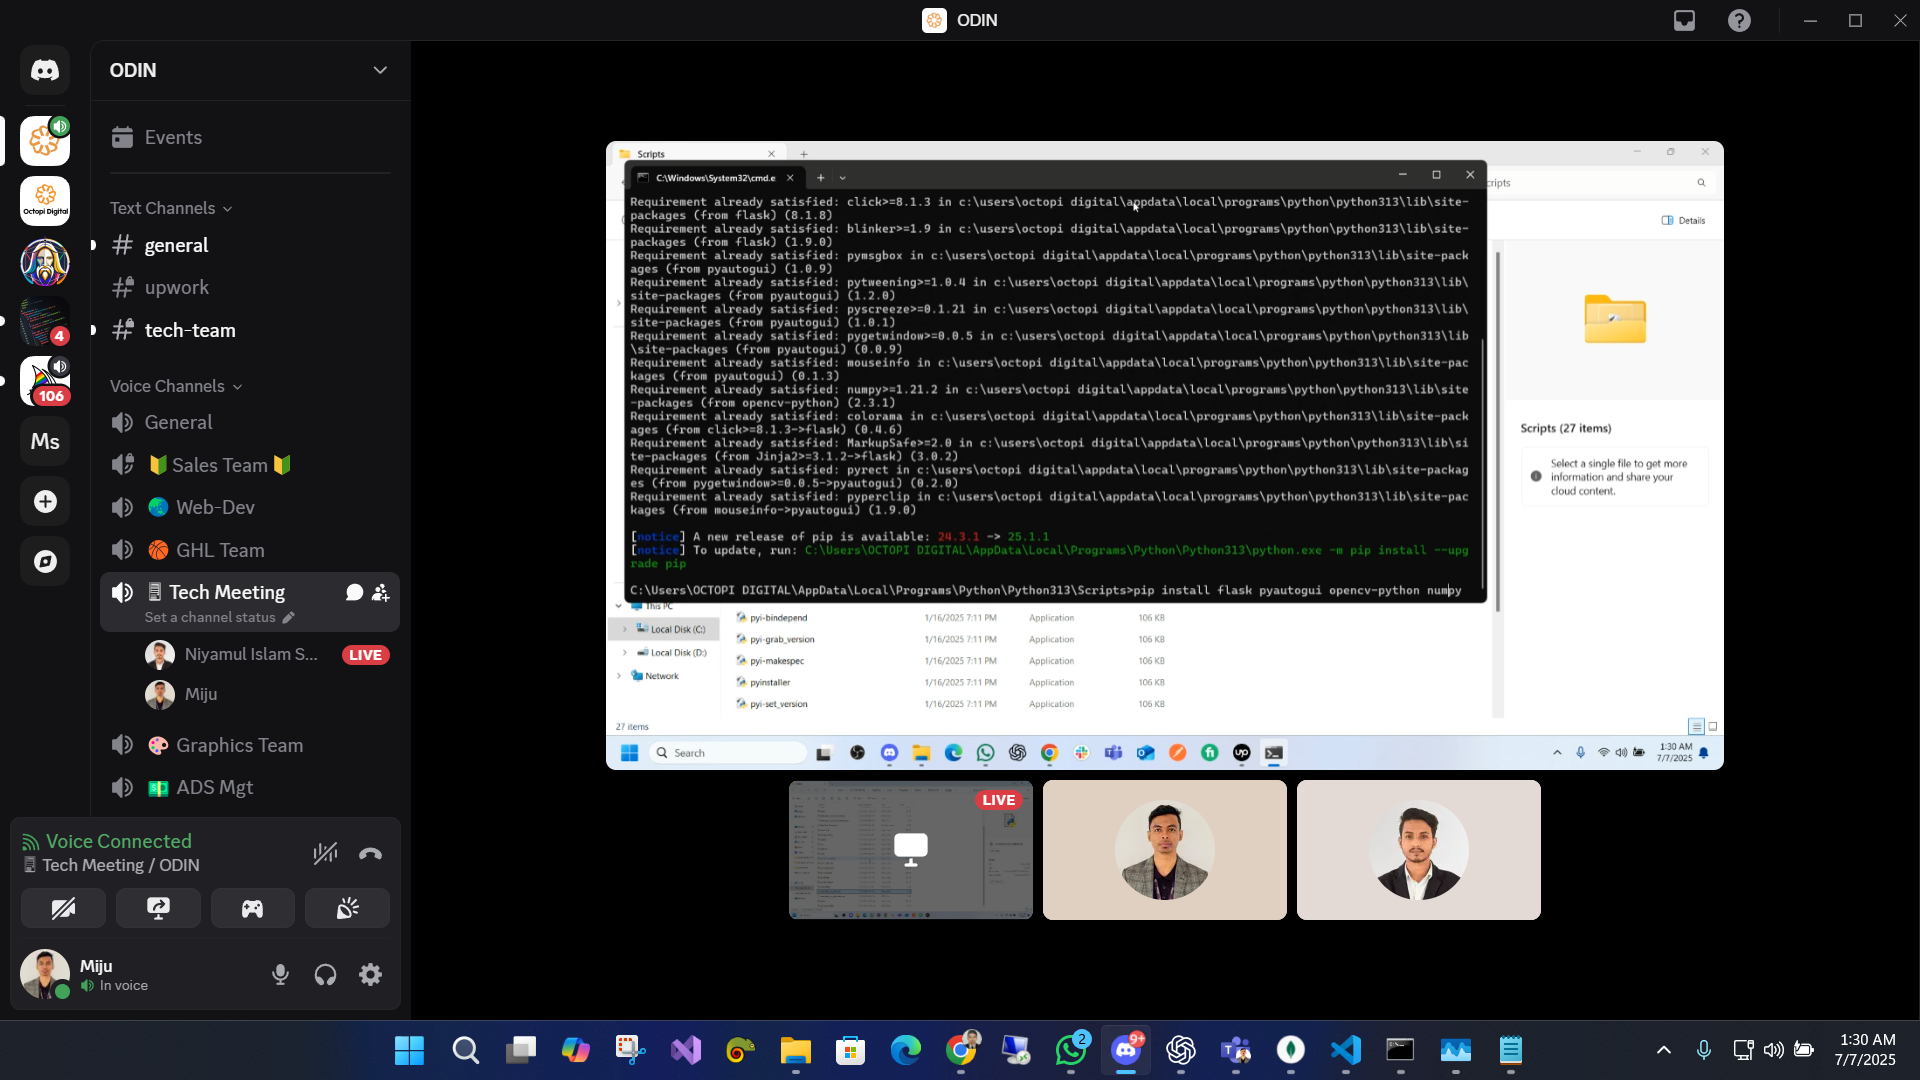 ODIN
ODIN
Events
Text Channels
general
upwork
tech-team
4
106
Ms
Octopi Digital
Voice Channels
General
Sales Team
Web-Dev
GHL Team
Tech Meeting
Set a channel status
Niyamul Islam S...
LIVE
Miju
Graphics Team
ADS Mgt
Voice Connected
Tech Meeting / ODIN
Miju
In voice
Scripts
C:\Windows\System32\cmd.e
Requirement already satisfied: click>=8.1.3 in c:\users\octopi digital\appdata\local\programs\python\python313\lib\site-
packages (from flask) (8.1.8)
Requirement already satisfied: blinker>=1.9 in c:\users\octopi digital\appdata\local\programs\python\python313\lib\site-
packages (from flask) (1.9.0)
Requirement already satisfied: pymsgbox in c:\users\octopi digital\appdata\local\programs\python\python313\lib\site-pack
ages (from pyautogui) (1.0.9)
Requirement already satisfied: pytweening>=1.0.4 in c:\users\octopi digital\appdata\local\programs\python\python313\lib\
site-packages (from pyautogui) (1.2.0)
Requirement already satisfied: pyscreeze>=0.1.21 in c:\users\octopi digital\appdata\local\programs\python\python313\lib\
site-packages (from pyautogui) (1.0.1)
Requirement already satisfied: pygetwindow>=0.0.5 in c:\users\octopi digital\appdata\local\programs\python\python313\lib
\site-packages (from pyautogui) (0.0.9)
Requirement already satisfied: mouseinfo in c:\users\octopi digital\appdata\local\programs\python\python313\lib\site-pac
kages (from pyautogui) (0.1.3)
Requirement already satisfied: numpy>=1.21.2 in c:\users\octopi digital\appdata\local\programs\python\python313\lib\site
-packages (from opencv-python) (2.3.1)
Requirement already satisfied: colorama in c:\users\octopi digital\appdata\local\programs\python\python313\lib\site-pack
ages (from click>=8.1.3->flask) (0.4.6)
Requirement already satisfied: MarkupSafe>=2.0 in c:\users\octopi digital\appdata\local\programs\python\python313\lib\si
te-packages (from Jinja2>=3.1.2->flask) (3.0.2)
Requirement already satisfied: pyrect in c:\users\octopi digital\appdata\local\programs\python\python313\lib\site-packag
es (from pygetwindow>=0.0.5->pyautogui) (0.2.0)
Requirement already satisfied: pyperclip in c:\users\octopi digital\appdata\local\programs\python\python313\lib\site-pac
kages (from mouseinfo->pyautogui) (1.9.0)
[notice] A new release of pip is available: 24.3.1 -> 25.1.1
[notice] To update, run: C:\Users\OCTOPI DIGITAL\AppData\Local\Programs\Python\Python313\python.exe -m pip install --upg
rade pip
C:\Users\OCTOPI DIGITAL\AppData\Local\Programs\Python\Python313\Scripts>pip install flask pyautogui opencv-python numpy
cripts
Details
Scripts (27 items)
Select a single file to get more
information and share your
cloud content.
This PC
Local Disk (C:)
Local Disk (D:)
Network
pyi-bindepend 1/16/2025 7:11 PM Application 106 KB
pyi-grab_version 1/16/2025 7:11 PM Application 106 KB
pyi-makespec 1/16/2025 7:11 PM Application 106 KB
pyinstaller 1/16/2025 7:11 PM Application 106 KB
pyi-set_version 1/16/2025 7:11 PM Application 106 KB
27 items
Search
1:30 AM
7/7/2025
LIVE
2
9+
1:30 AM
7/7/2025